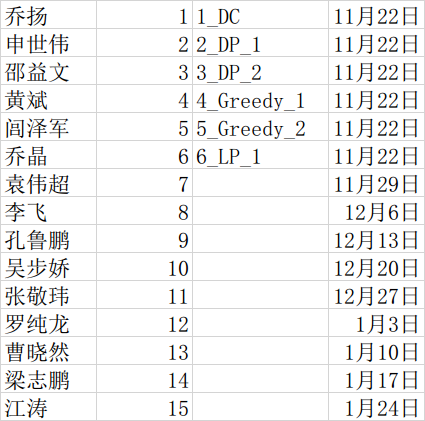 乔扬 1 1_DC 11月22日
申世伟 2 2_DP_1 11月22日
邵益文 3 3_DP_2 11月22日
黄斌 4 4_Greedy_1 11月22日
闾泽军 5 5_Greedy_2 11月22日
乔晶 6 6_LP_1 11月22日
袁伟超 7 11月29日
李飞 8 12月6日
孔鲁鹏 9 12月13日
吴步娇 10 12月20日
张敬玮 11 12月27日
罗纯龙 12 1月3日
曹晓然 13 1月10日
梁志鹏 14 1月17日
江涛 15 1月24日